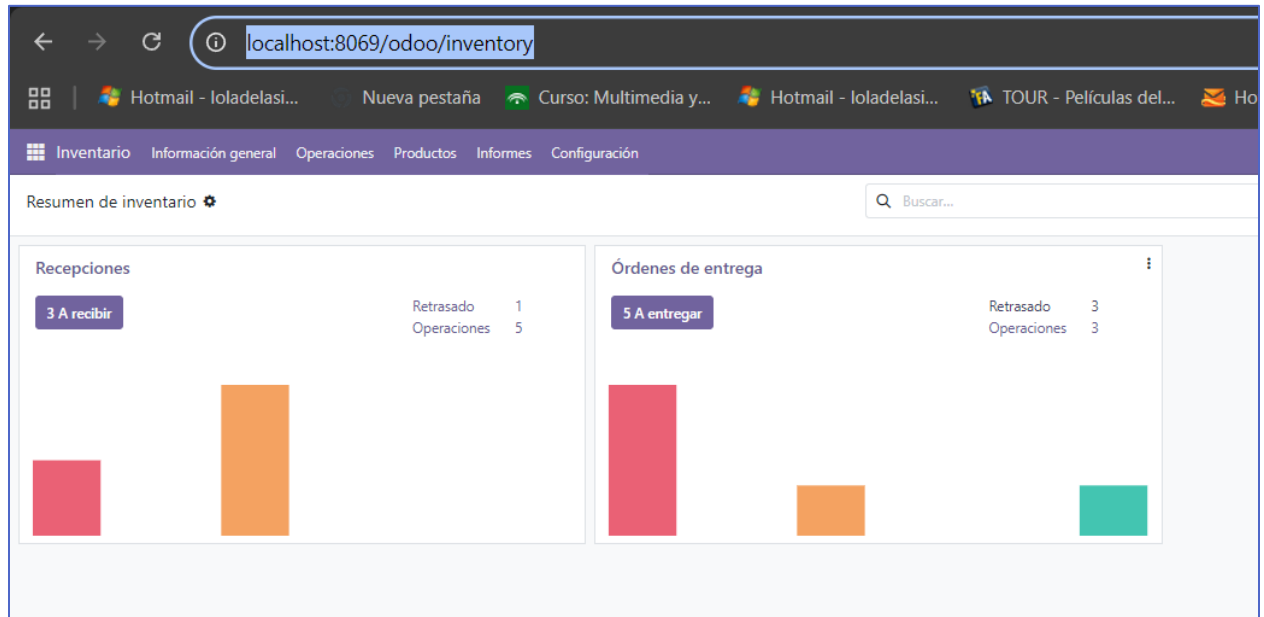 localhost:8069/odoo/inventory
Hotmail - loladelasi... Nueva pestaña Curso: Multimedia y... Hotmail - loladelasi... TOUR - Películas del... Ho
Inventario Información general Operaciones Productos Informes Configuración
Resumen de inventario Buscar...
Recepciones
3 A recibir
Retrasado 1
Operaciones 5
Órdenes de entrega
5 A entregar
Retrasado 3
Operaciones 3